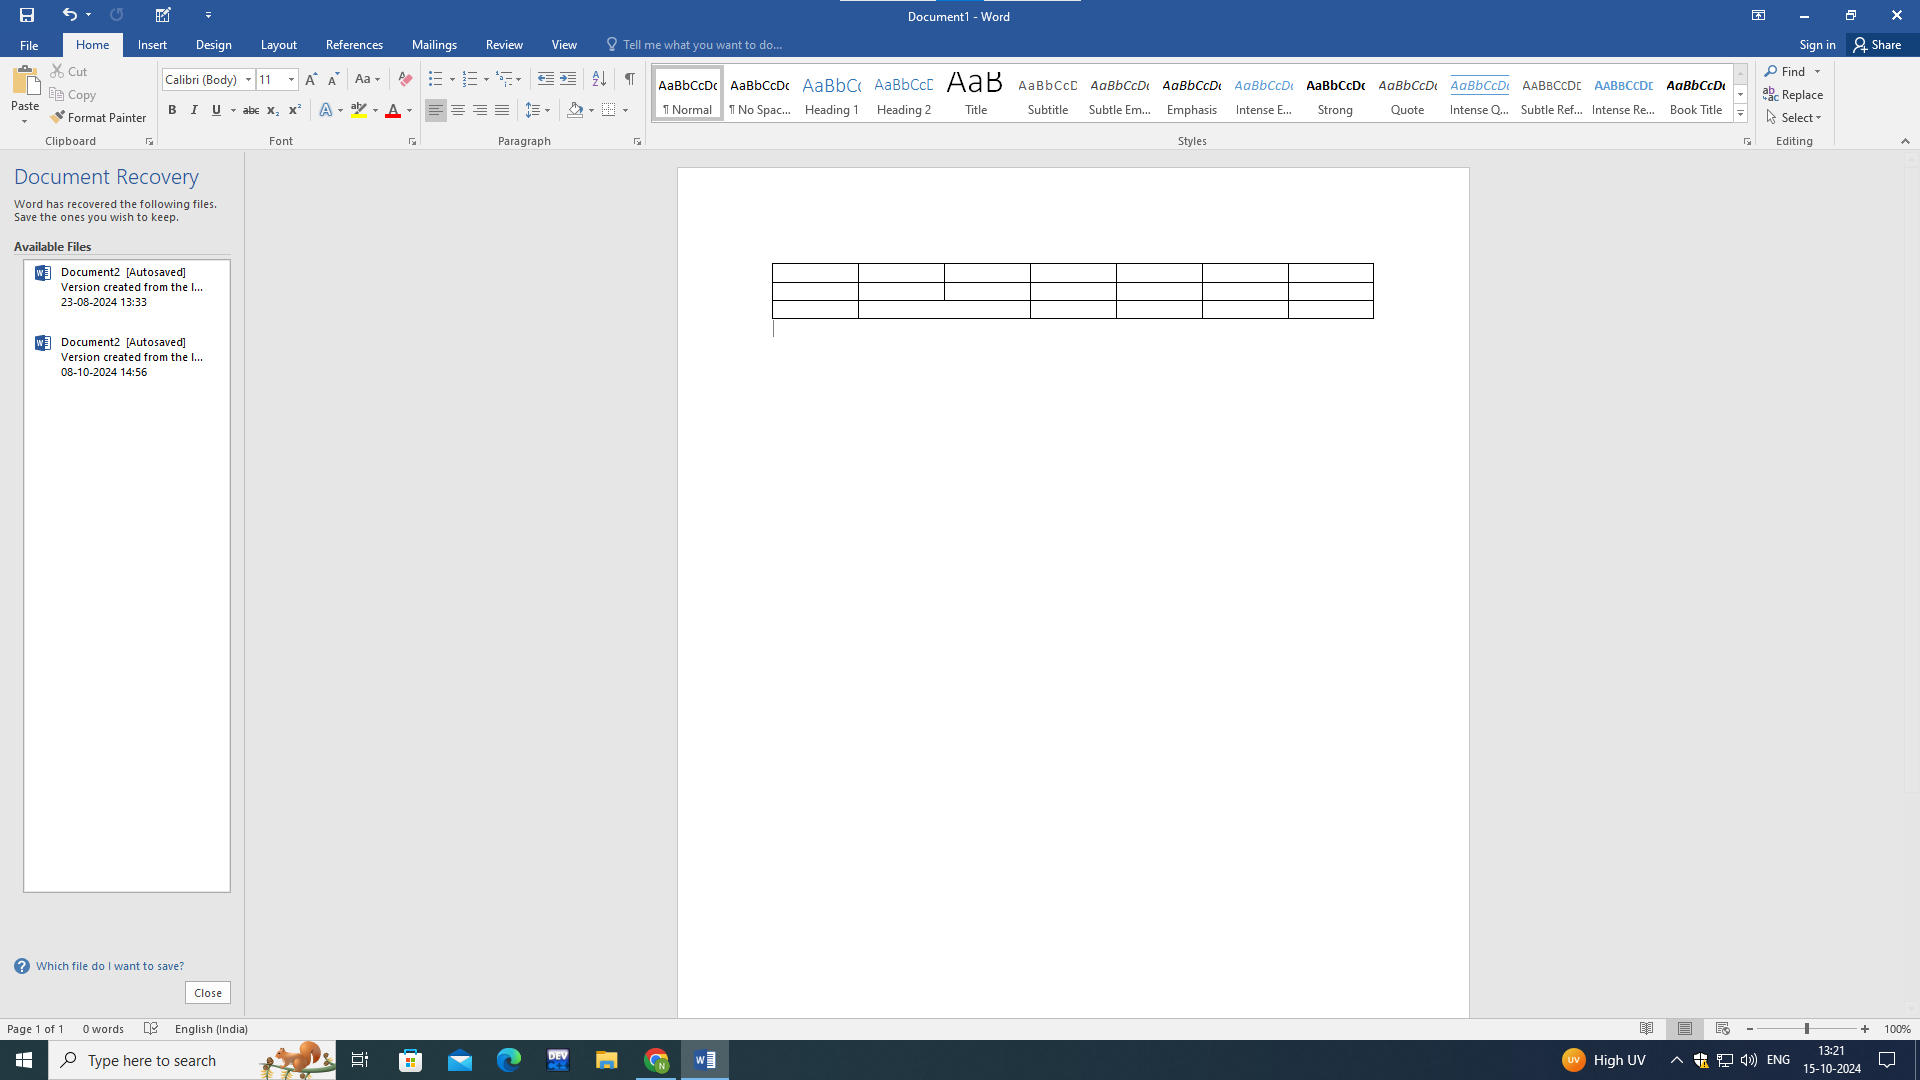 Document1 - Word
File Home Insert Design Layout References Mailings Review View Tell me what you want to do... Sign in Share
Paste
Cut
Copy
Format Painter
Clipboard
Calibri (Body) 11
Font
Paragraph
AaBbCcDc AaBbCcDc AaBbCc AaBbCcD AaB AaBbCcD AaBbCcDc AaBbCcDc AaBbCcDc AaBbCcDc AaBbCcDc AaBbCcDc AABBCCDE AABBCCDE AaBbCcDc
¶ Normal ¶ No Spac... Heading 1 Heading 2 Title Subtitle Subtle Em... Emphasis Intense E... Strong Quote Intense Q... Subtle Ref... Intense Re... Book Title
Styles
Find
Replace
Select
Editing
Document Recovery
Word has recovered the following files.
Save the ones you wish to keep.
Available Files
Document2 [Autosaved]
Version created from the l...
23-08-2024 13:33
Document2 [Autosaved]
Version created from the l...
08-10-2024 14:56
Which file do I want to save?
Close
Page 1 of 1 0 words English (India) 100%
Type here to search
DEV
N
UV High UV
ENG
13:21
15-10-2024